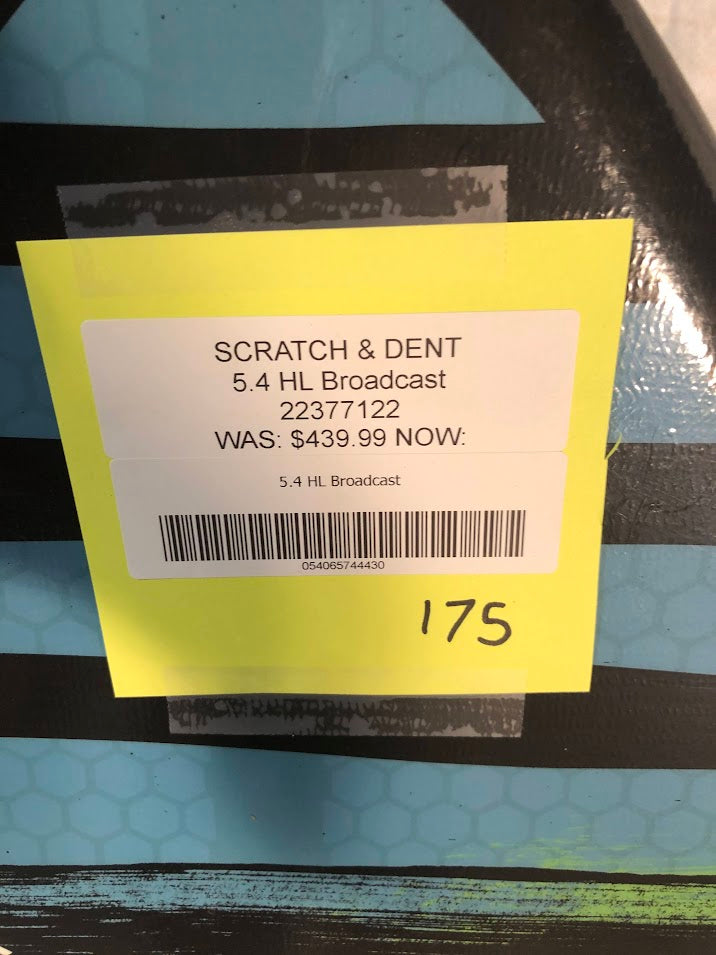 SCRATCH & DENT
5.4 HL Broadcast
22377122
WAS: $439.99 NOW:
5.4 HL Broadcast
054065744430
175